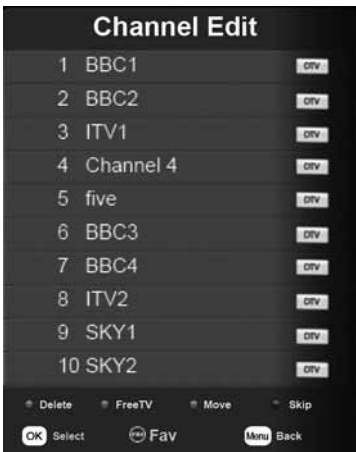 Channel Edit
1 BBC1 DTV
2 BBC2 DTV
3 ITV1 DTV
4 Channel 4 DTV
5 five DTV
6 BBC3 DTV
7 BBC4 DTV
8 ITV2 DTV
9 SKY1 DTV
10 SKY2 DTV
Delete FreeTV Move Skip
OK Select FAV Fav Menu Back